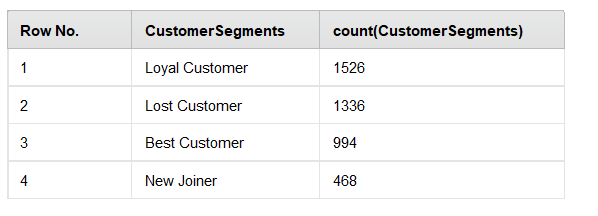 Row No. CustomerSegments count(CustomerSegments)
1 Loyal Customer 1526
2 Lost Customer 1336
3 Best Customer 994
4 New Joiner 468